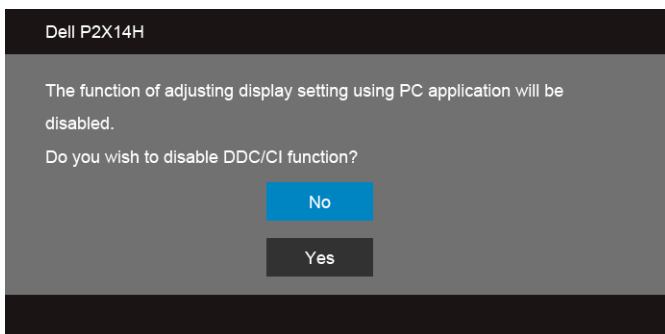 Dell P2X14H
The function of adjusting display setting using PC application will be
disabled.
Do you wish to disable DDC/CI function?
No
Yes